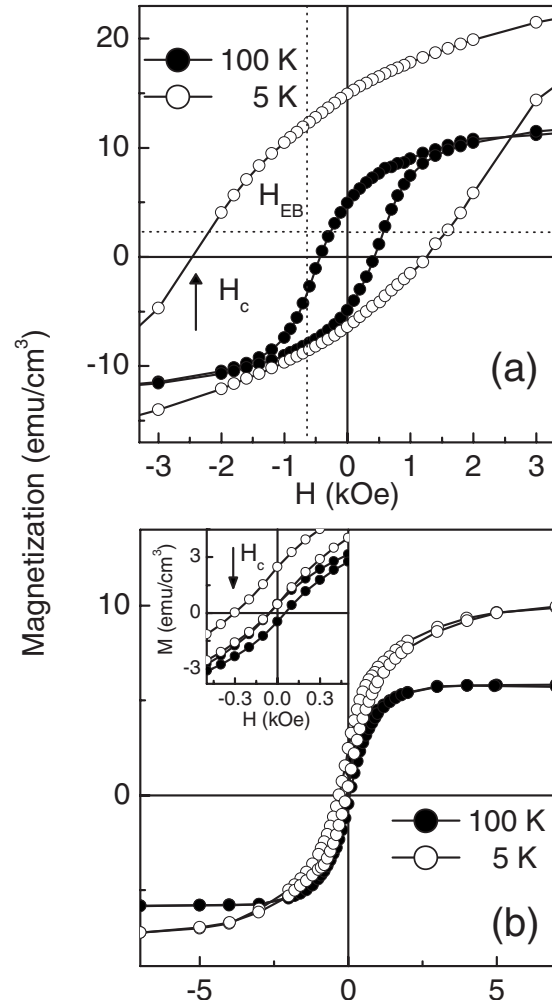 20
10
0
-10
100 K
5 K
H_EB
H_c
(a)
-3 -2 -1 0 1 2 3
H (kOe)
Magnetization (emu/cm³)
M (emu/cm³)
3
0
-3
H_c
-0.3 0.0 0.3
H (kOe)
10
0
100 K
5 K
(b)
-5 0 5